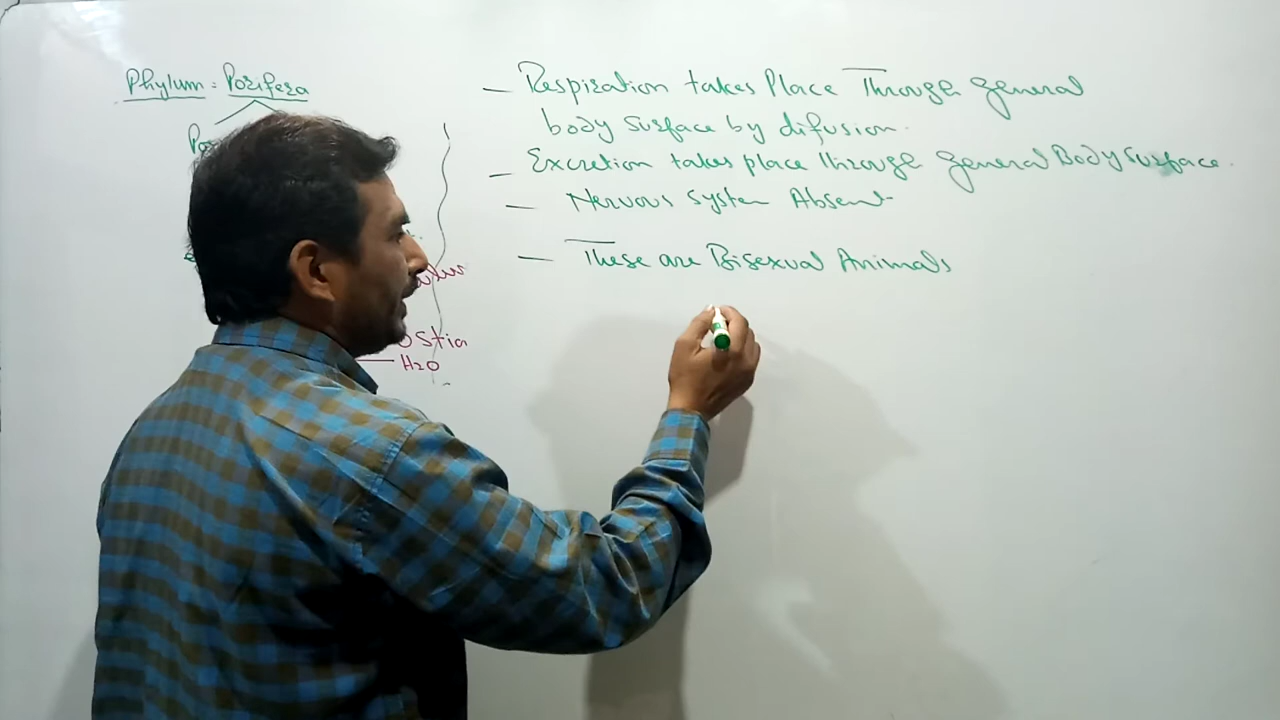 Phylum: Porifera
— Respiration takes Place Through general
body surface by difusion.
— Excretion takes place through general Body surface.
— Nervous system Absent
— These are Bisexual Animals
Ostia
H2O